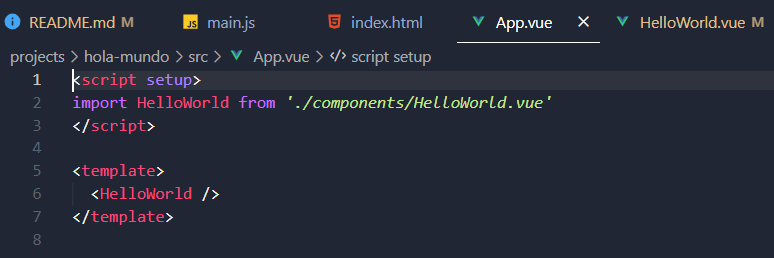 README.md M JS main.js index.html App.vue × HelloWorld.vue M
projects > hola-mundo > src > App.vue > </> script setup
1 <script setup>
2 import HelloWorld from './components/HelloWorld.vue'
3 </script>
4
5 <template>
6   <HelloWorld />
7 </template>
8